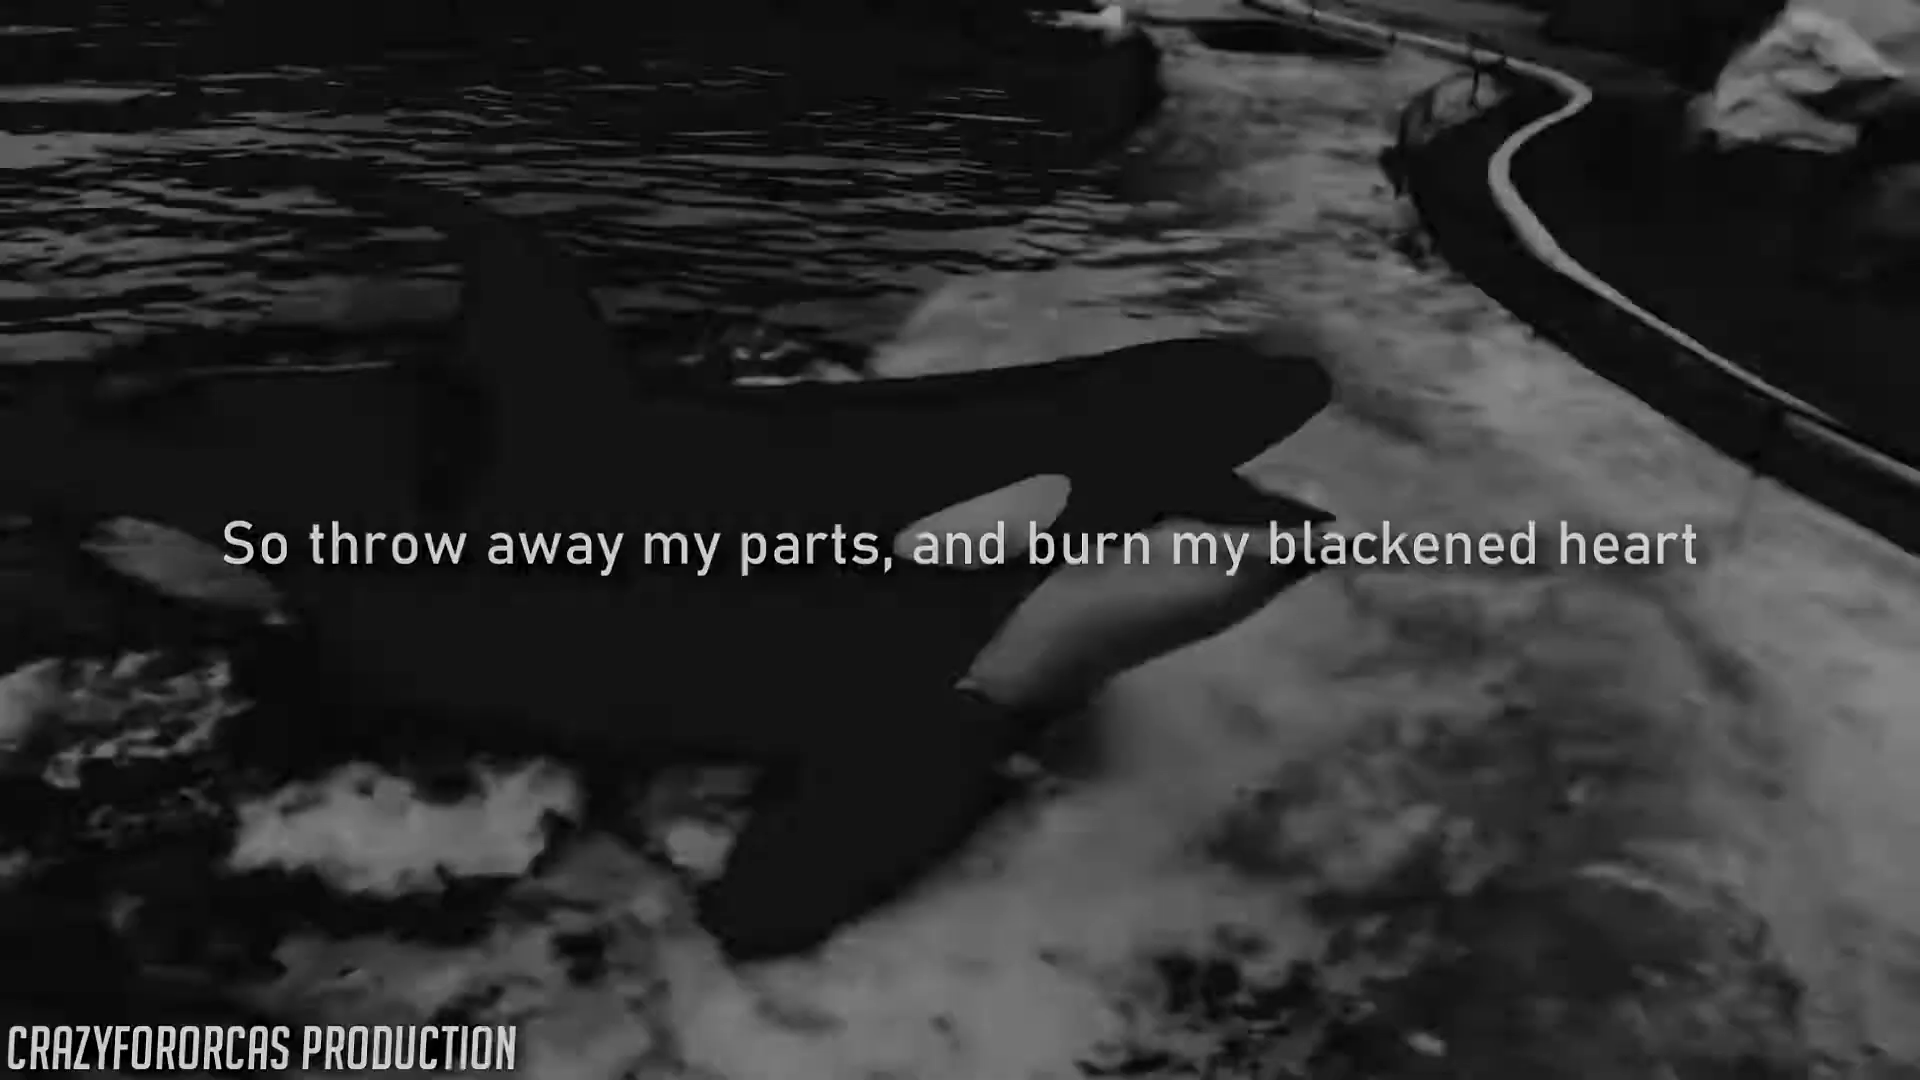 So throw away my parts, and burn my blackened heart
CRAZYFORORCAS PRODUCTION